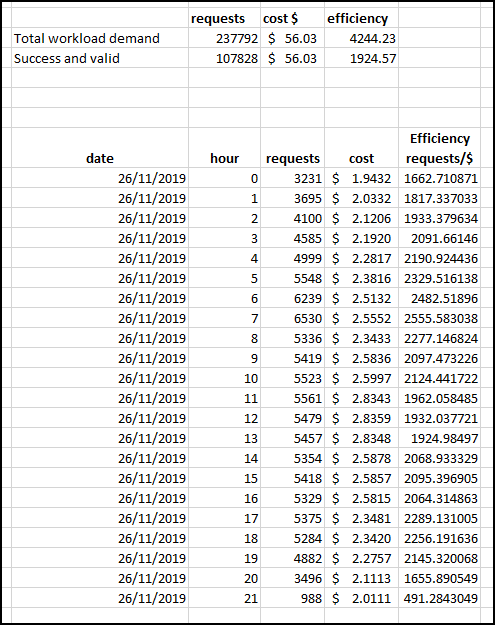 requests cost $ efficiency
Total workload demand 237792 $ 56.03 4244.23
Success and valid 107828 $ 56.03 1924.57
Efficiency
date hour requests cost requests/$
26/11/2019 0 3231 $ 1.9432 1662.710871
26/11/2019 1 3695 $ 2.0332 1817.337033
26/11/2019 2 4100 $ 2.1206 1933.379634
26/11/2019 3 4585 $ 2.1920 2091.66146
26/11/2019 4 4999 $ 2.2817 2190.924436
26/11/2019 5 5548 $ 2.3816 2329.516138
26/11/2019 6 6239 $ 2.5132 2482.51896
26/11/2019 7 6530 $ 2.5552 2555.583038
26/11/2019 8 5336 $ 2.3433 2277.146824
26/11/2019 9 5419 $ 2.5836 2097.473226
26/11/2019 10 5523 $ 2.5997 2124.441722
26/11/2019 11 5561 $ 2.8343 1962.058485
26/11/2019 12 5479 $ 2.8359 1932.037721
26/11/2019 13 5457 $ 2.8348 1924.98497
26/11/2019 14 5354 $ 2.5878 2068.933329
26/11/2019 15 5418 $ 2.5857 2095.396905
26/11/2019 16 5329 $ 2.5815 2064.314863
26/11/2019 17 5375 $ 2.3481 2289.131005
26/11/2019 18 5284 $ 2.3420 2256.191636
26/11/2019 19 4882 $ 2.2757 2145.320068
26/11/2019 20 3496 $ 2.1113 1655.890549
26/11/2019 21 988 $ 2.0111 491.2843049